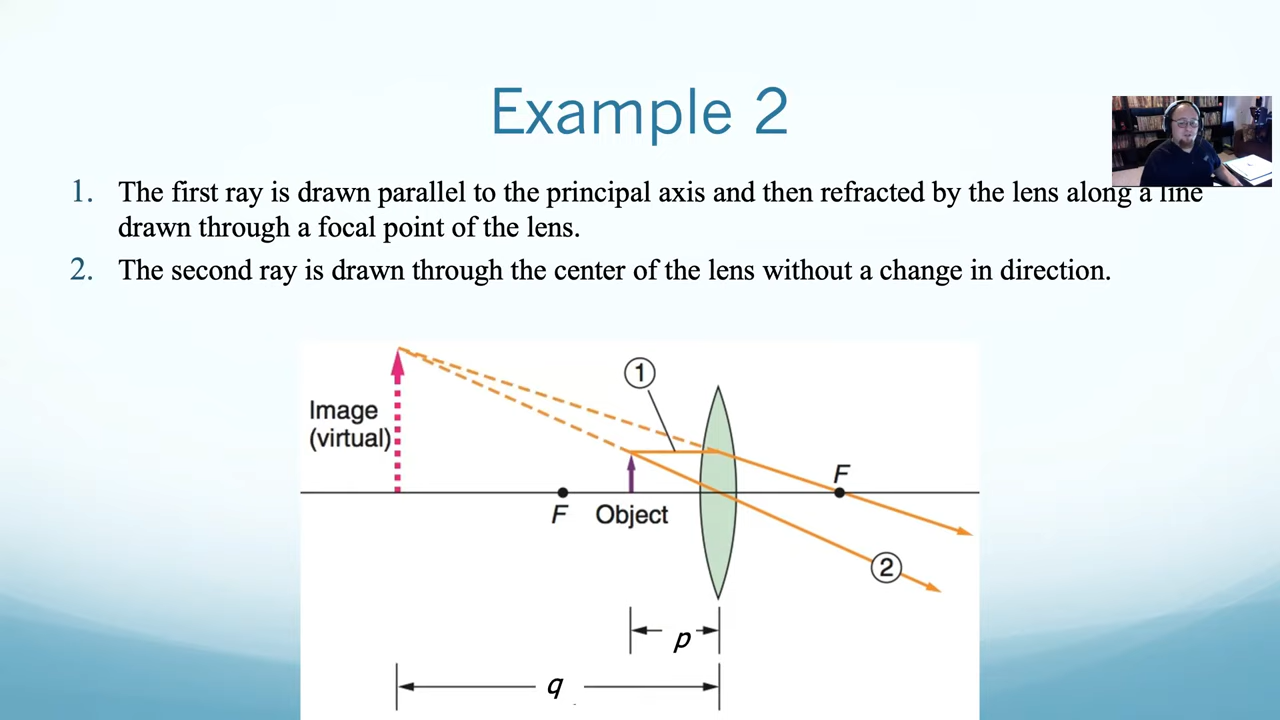 Example 2
1. The first ray is drawn parallel to the principal axis and then refracted by the lens along a line
drawn through a focal point of the lens.
2. The second ray is drawn through the center of the lens without a change in direction.
1
Image
(virtual)
F
F
Object
2
p
q